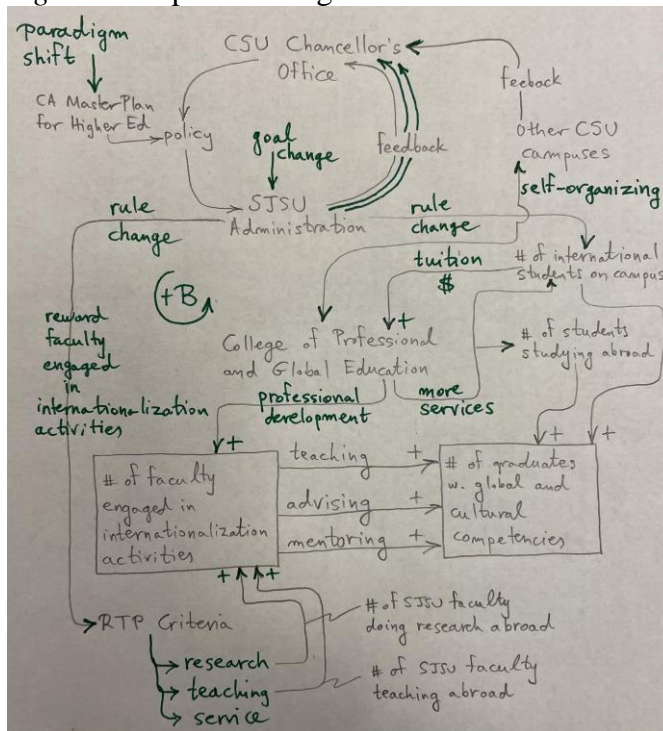 paradigm
shift
CSU Chancellor's
Office
feeback
CA MasterPlan
for Higher Ed
policy
goal
change
feedback
Other CSU
campuses
self-organizing
SJSU
Administration
rule
change
rule
change
tuition
$
# of international
students on campus
+B
reward
faculty
engaged
in
internationalization
activities
+
College of Professional
and Global Education
# of students
studying abroad
professional
development
more
services
+
+
+
# of faculty
engaged in
internationalization
activities
teaching +
advising +
mentoring +
# of graduates
w. global and
cultural
competencies
+ +
RTP Criteria
# of SJSU faculty
doing research abroad
research
teaching
service
# of SJSU faculty
teaching abroad